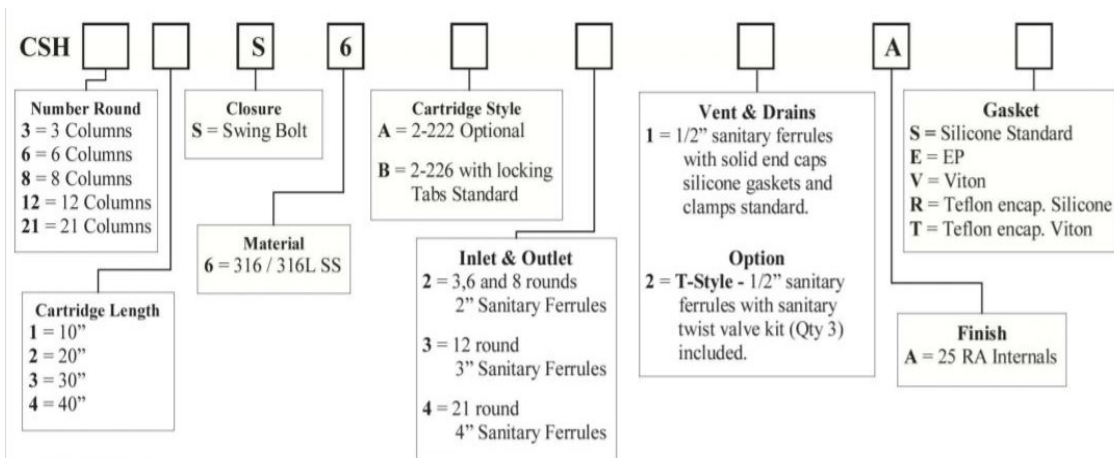 CSH S 6 A
Number Round
3 = 3 Columns
6 = 6 Columns
8 = 8 Columns
12 = 12 Columns
21 = 21 Columns
Cartridge Length
1 = 10”
2 = 20”
3 = 30”
4 = 40”
Closure
S = Swing Bolt
Material
6 = 316 / 316L SS
Cartridge Style
A = 2-222 Optional
B = 2-226 with locking
Tabs Standard
Inlet & Outlet
2 = 3,6 and 8 rounds
2” Sanitary Ferrules
3 = 12 round
3” Sanitary Ferrules
4 = 21 round
4” Sanitary Ferrules
Vent & Drains
1 = 1/2” sanitary ferrules
with solid end caps
silicone gaskets and
clamps standard.
Option
2 = T-Style - 1/2” sanitary
ferrules with sanitary
twist valve kit (Qty 3)
included.
Finish
A = 25 RA Internals
Gasket
S = Silicone Standard
E = EP
V = Viton
R = Teflon encap. Silicone
T = Teflon encap. Viton